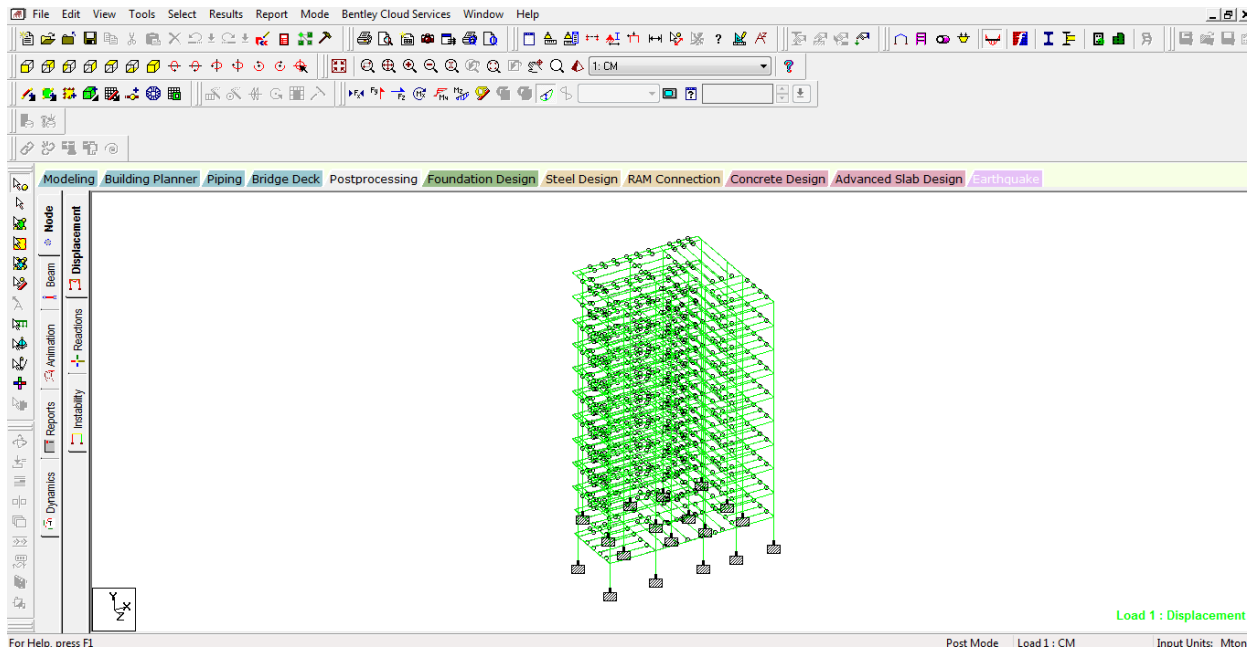 File Edit View Tools Select Results Report Mode Bentley Cloud Services Window Help
1: CM
Modeling Building Planner Piping Bridge Deck Postprocessing Foundation Design Steel Design RAM Connection Concrete Design Advanced Slab Design Earthquake
Node
Beam
Animation
Reports
Dynamics
Displacement
Reactions
Instability
Y
X
Z
Load 1 : Displacement
For Help, press F1 Post Mode Load 1 : CM Input Units: Mton